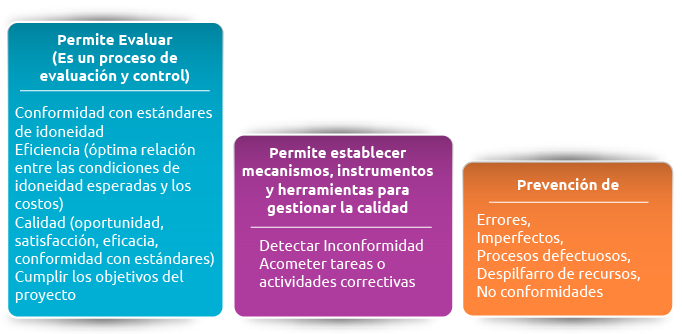 Permite Evaluar
(Es un proceso de
evaluación y control)
Conformidad con estándares
de idoneidad
Eficiencia (óptima relación
entre las condiciones de
idoneidad esperadas y los
costos)
Calidad (oportunidad,
satisfacción, eficacia,
conformidad con estándares)
Cumplir los objetivos del
proyecto
Permite establecer
mecanismos, instrumentos
y herramientas para
gestionar la calidad
Detectar Inconformidad
Acometer tareas o
actividades correctivas
Prevención de
Errores,
Imperfectos,
Procesos defectuosos,
Despilfarro de recursos,
No conformidades